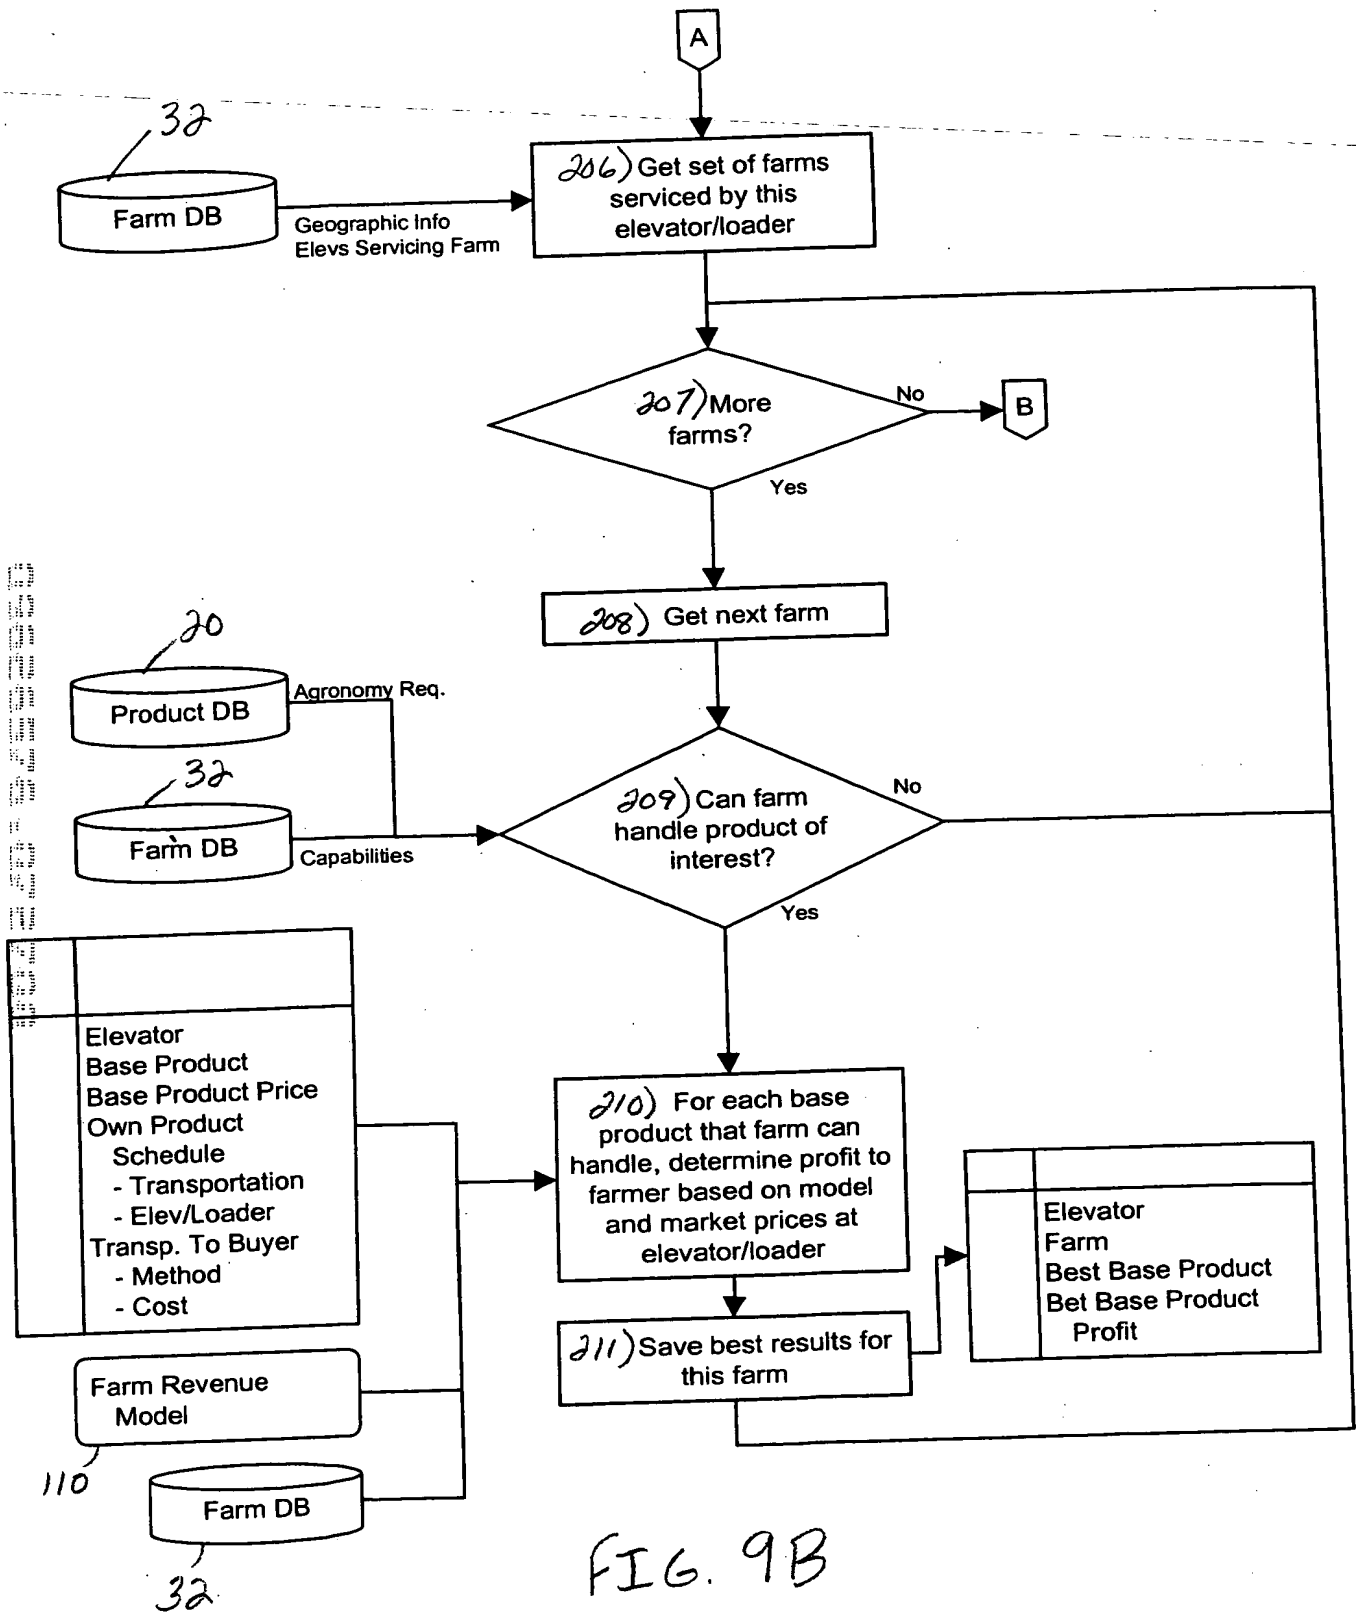 A
32
Farm DB
Geographic Info
Elevs Servicing Farm
206) Get set of farms
serviced by this
elevator/loader
207) More
farms?
No
B
Yes
208) Get next farm
20
Product DB
Agronomy Req.
32
Farm DB
Capabilities
209) Can farm
handle product of
interest?
No
Yes
Elevator
Base Product
Base Product Price
Own Product
Schedule
- Transportation
- Elev/Loader
Transp. To Buyer
- Method
- Cost
210) For each base
product that farm can
handle, determine profit to
farmer based on model
and market prices at
elevator/loader
211) Save best results for
this farm
Elevator
Farm
Best Base Product
Bet Base Product
Profit
Farm Revenue
Model
110
Farm DB
32
FIG. 9B